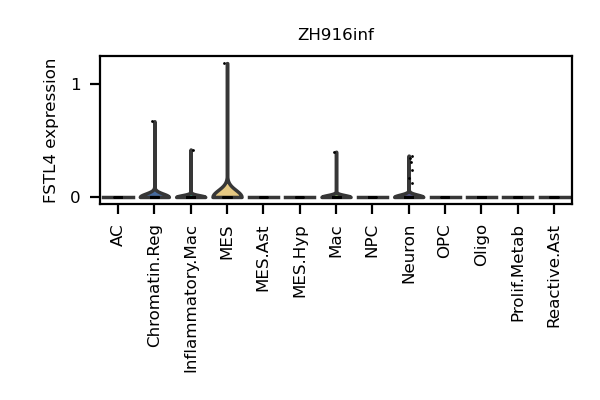 ZH916inf
FSTL4 expression
1
0
AC
Chromatin.Reg
Inflammatory.Mac
MES
MES.Ast
MES.Hyp
Mac
NPC
Neuron
OPC
Oligo
Prolif.Metab
Reactive.Ast